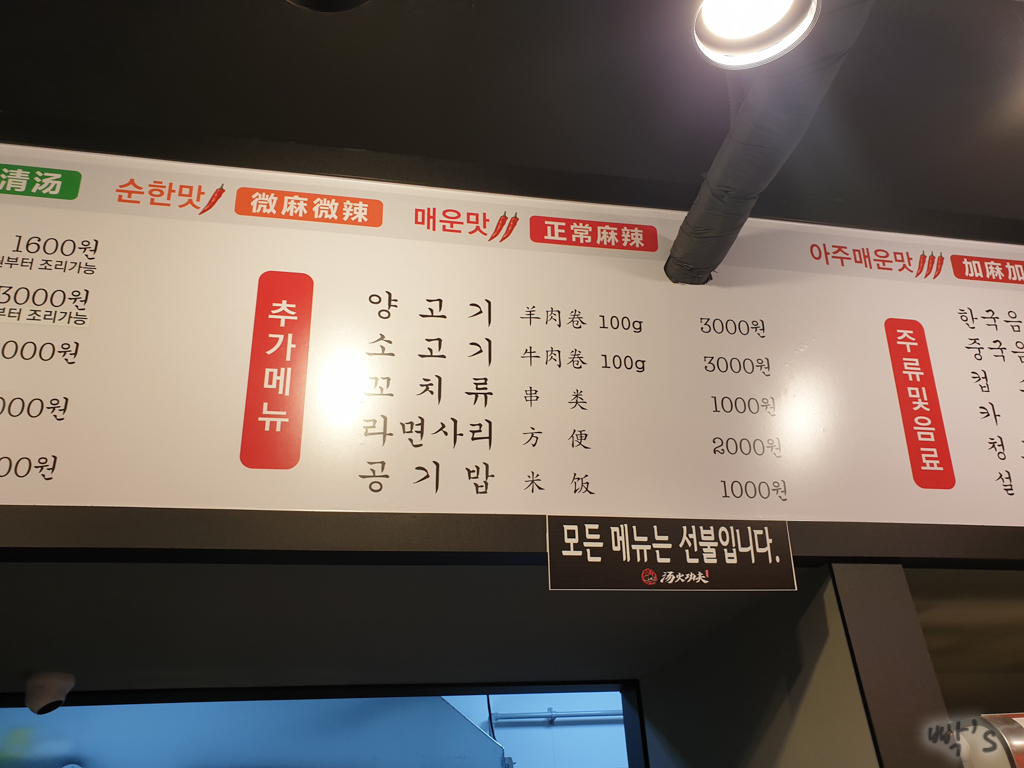 清汤 순한맛 微麻微辣 매운맛 正常麻辣 아주매운맛 加麻加
1600원
부터 조리가능
3000원
부터 조리가능
000원
000원
00원
추가메뉴
양고기 羊肉卷 100g 3000원
소고기 牛肉卷 100g 3000원
꼬치류 串类 1000원
라면사리 方便 2000원
공기밥 米饭 1000원
주류및음료
한국음
중국음
컵
카
청
설
모든 메뉴는 선불입니다.
汤火功夫
빡's